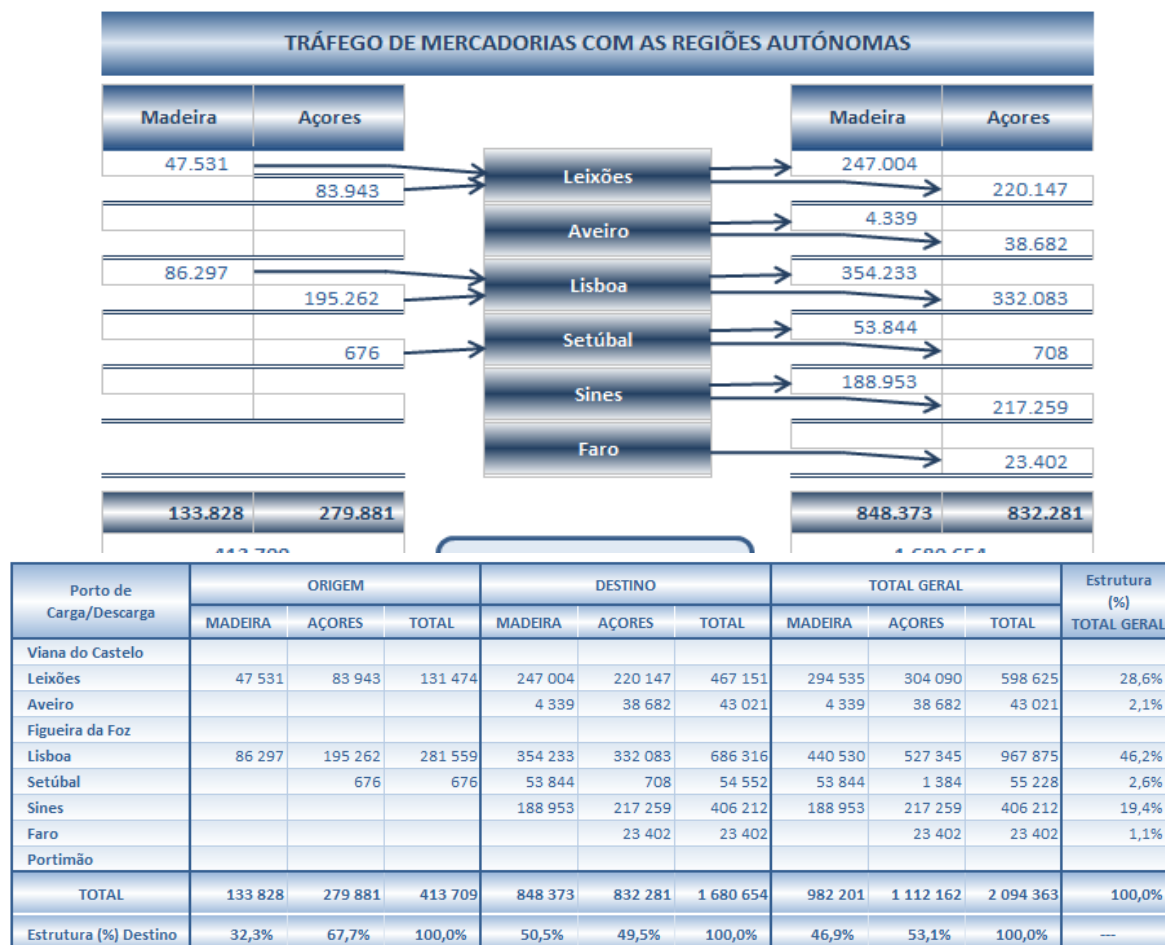 TRÁFEGO DE MERCADORIAS COM AS REGIÕES AUTÓNOMAS
Madeira Açores Madeira Açores
47.531 Leixões 247.004
83.943 220.147
Aveiro 4.339
38.682
86.297 Lisboa 354.233
195.262 332.083
Setúbal 53.844
676 708
Sines 188.953
217.259
Faro
23.402
133.828 279.881 848.373 832.281
413.709 1.680.654
Porto de Carga/Descarga ORIGEM DESTINO TOTAL GERAL Estrutura (%) TOTAL GERAL
MADEIRA AÇORES TOTAL MADEIRA AÇORES TOTAL MADEIRA AÇORES TOTAL
Viana do Castelo
Leixões 47 531 83 943 131 474 247 004 220 147 467 151 294 535 304 090 598 625 28,6%
Aveiro 4 339 38 682 43 021 4 339 38 682 43 021 2,1%
Figueira da Foz
Lisboa 86 297 195 262 281 559 354 233 332 083 686 316 440 530 527 345 967 875 46,2%
Setúbal 676 676 53 844 708 54 552 53 844 1 384 55 228 2,6%
Sines 188 953 217 259 406 212 188 953 217 259 406 212 19,4%
Faro 23 402 23 402 23 402 23 402 1,1%
Portimão
TOTAL 133 828 279 881 413 709 848 373 832 281 1 680 654 982 201 1 112 162 2 094 363 100,0%
Estrutura (%) Destino 32,3% 67,7% 100,0% 50,5% 49,5% 100,0% 46,9% 53,1% 100,0% ---